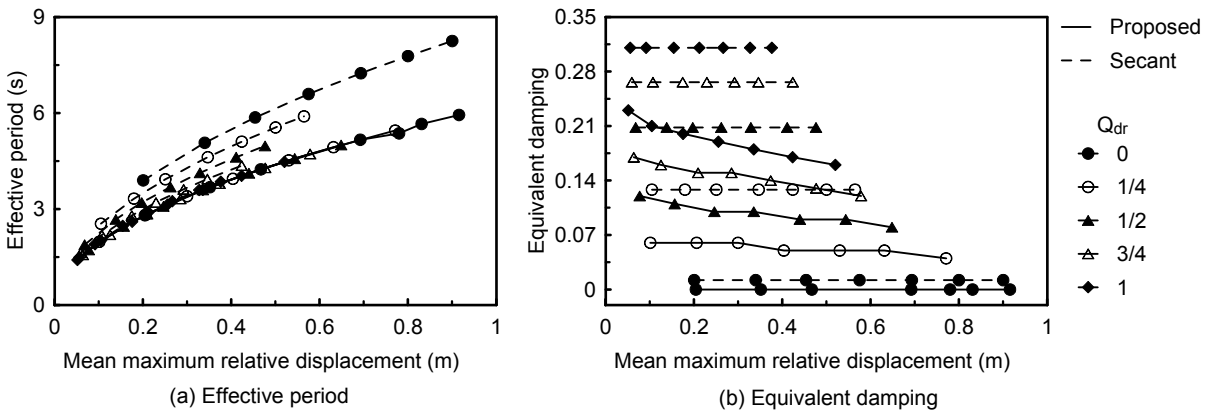 9
6
3
0
Effective period (s)
0 0.2 0.4 0.6 0.8 1
Mean maximum relative displacement (m)
(a) Effective period
0.35
0.28
0.21
0.14
0.07
0
Equivalent damping
0 0.2 0.4 0.6 0.8 1
Mean maximum relative displacement (m)
(b) Equivalent damping
Proposed
Secant
Qdr
0
1/4
1/2
3/4
1